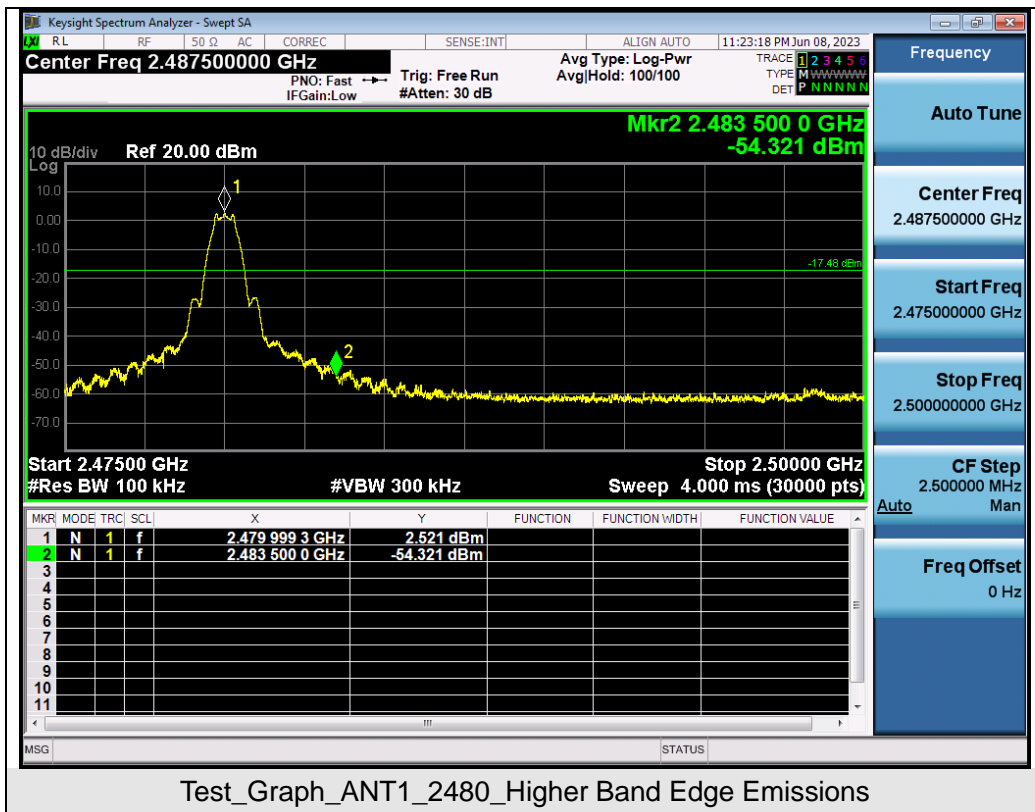 Keysight Spectrum Analyzer - Swept SA
LXI RL RF 50 Ω AC CORREC SENSE:INT ALIGN AUTO 11:23:18 PM Jun 08, 2023
Center Freq 2.487500000 GHz
PNO: Fast
IFGain:Low
Trig: Free Run
#Atten: 30 dB
Avg Type: Log-Pwr
Avg|Hold: 100/100
TRACE 1 2 3 4 5 6
TYPE M W W W W W
DET P N N N N N
Mkr2 2.483 500 0 GHz
-54.321 dBm
10 dB/div Ref 20.00 dBm
Log
10.0
0.00
-10.0
-20.0
-30.0
-40.0
-50.0
-60.0
-70.0
1
-17.48 dBm
2
Start 2.47500 GHz Stop 2.50000 GHz
#Res BW 100 kHz #VBW 300 kHz Sweep 4.000 ms (30000 pts)
MKR MODE TRC SCL X Y FUNCTION FUNCTION WIDTH FUNCTION VALUE
1 N 1 f 2.479 999 3 GHz 2.521 dBm
2 N 1 f 2.483 500 0 GHz -54.321 dBm
3
4
5
6
7
8
9
10
11
MSG STATUS
Frequency
Auto Tune
Center Freq
2.487500000 GHz
Start Freq
2.475000000 GHz
Stop Freq
2.500000000 GHz
CF Step
2.500000 MHz
Auto Man
Freq Offset
0 Hz
Test_Graph_ANT1_2480_Higher Band Edge Emissions